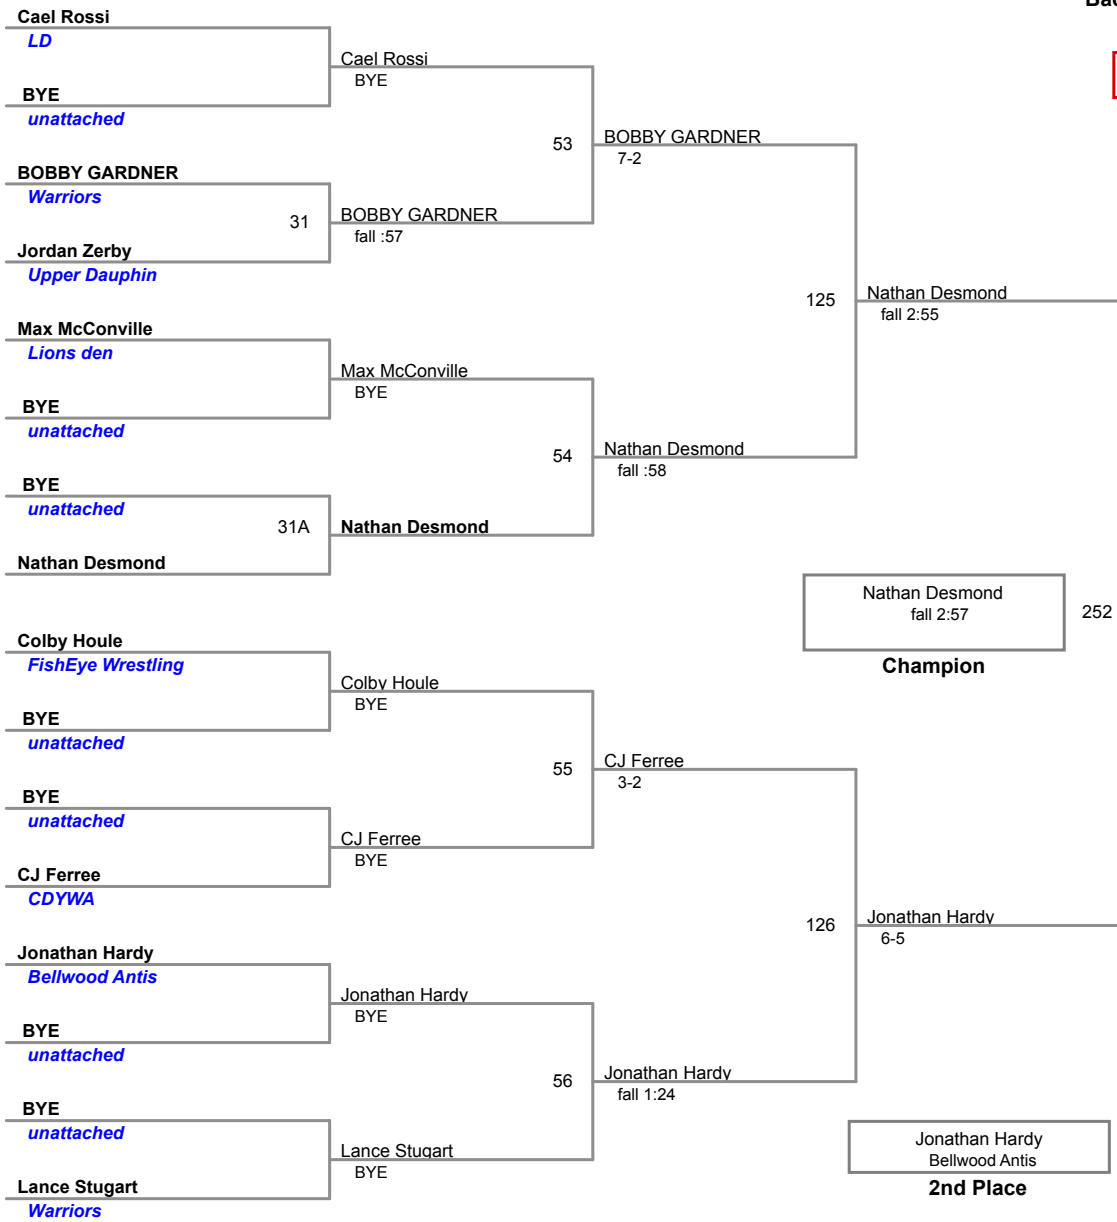 Cael Rossi
LD
BYE
unattached
BOBBY GARDNER
Warriors
Jordan Zerby
Upper Dauphin
Max McConville
Lions den
BYE
unattached
BYE
unattached
Nathan Desmond
Colby Houle
FishEye Wrestling
BYE
unattached
BYE
unattached
CJ Ferree
CDYWA
Jonathan Hardy
Bellwood Antis
BYE
unattached
BYE
unattached
Lance Stugart
Warriors
Cael Rossi
BYE
31
BOBBY GARDNER
fall :57
Max McConville
BYE
31A
Nathan Desmond
Colby Houle
BYE
CJ Ferree
BYE
Jonathan Hardy
BYE
Lance Stugart
BYE
53
BOBBY GARDNER
7-2
54
Nathan Desmond
fall :58
55
CJ Ferree
3-2
56
Jonathan Hardy
fall 1:24
125
Nathan Desmond
fall 2:55
126
Jonathan Hardy
6-5
Nathan Desmond
fall 2:57
252
Champion
Jonathan Hardy
Bellwood Antis
2nd Place